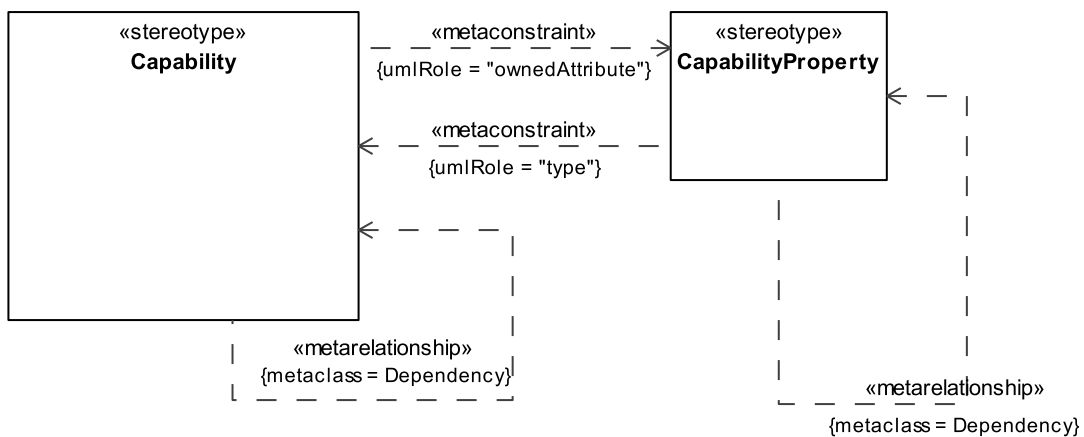 «stereotype»
Capability
«metaconstraint»
{umlRole = "ownedAttribute"}
«stereotype»
CapabilityProperty
«metaconstraint»
{umlRole = "type"}
«metarelationship»
{metaclass = Dependency}
«metarelationship»
{metaclass = Dependency}